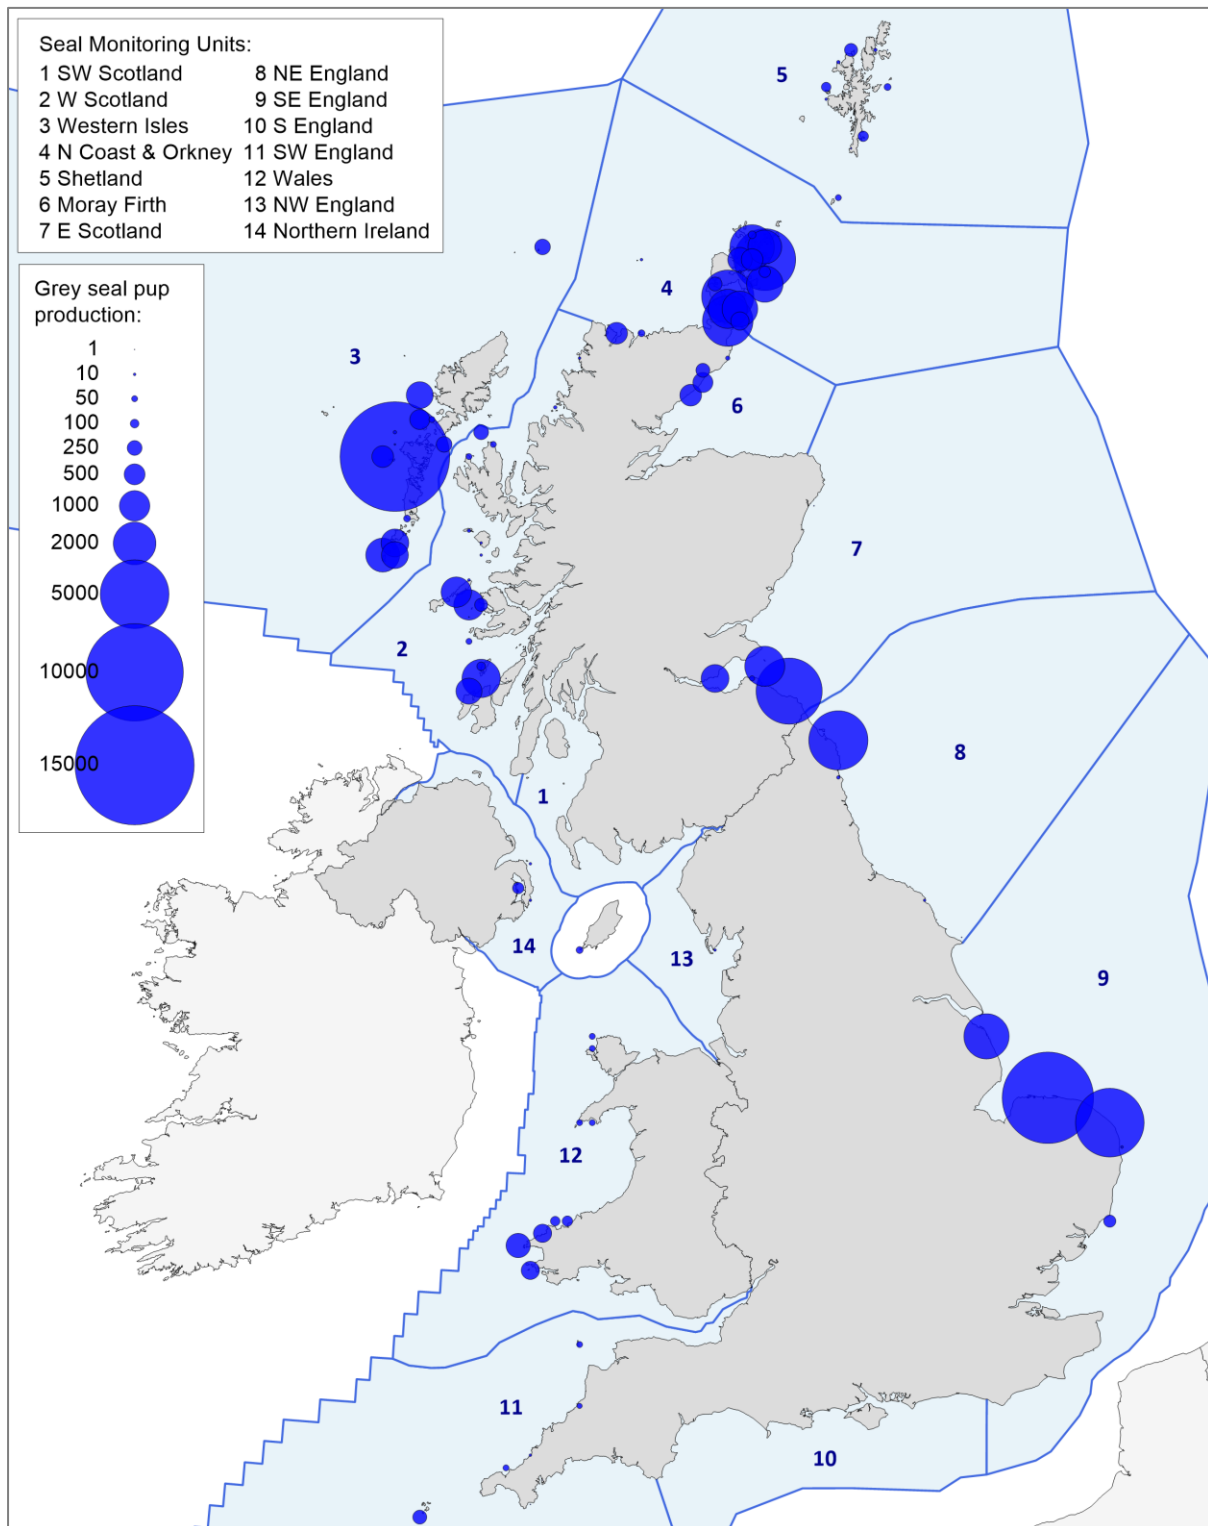 Seal Monitoring Units:
1 SW Scotland 8 NE England
2 W Scotland 9 SE England
3 Western Isles 10 S England
4 N Coast & Orkney 11 SW England
5 Shetland 12 Wales
6 Moray Firth 13 NW England
7 E Scotland 14 Northern Ireland
Grey seal pup
production:
1
10
50
100
250
500
1000
2000
5000
10000
15000
5
4
3
6
7
2
8
1
14
13
9
12
11
10